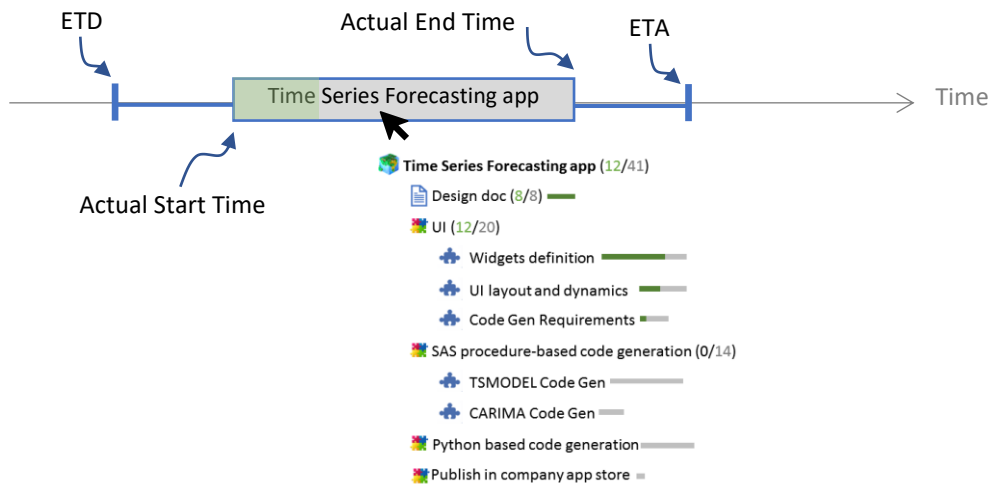 ETD
Actual End Time
ETA
Time Series Forecasting app
Time
Actual Start Time
Time Series Forecasting app (12/41)
Design doc (8/8)
UI (12/20)
Widgets definition
UI layout and dynamics
Code Gen Requirements
SAS procedure-based code generation (0/14)
TSMODEL Code Gen
CARIMA Code Gen
Python based code generation
Publish in company app store